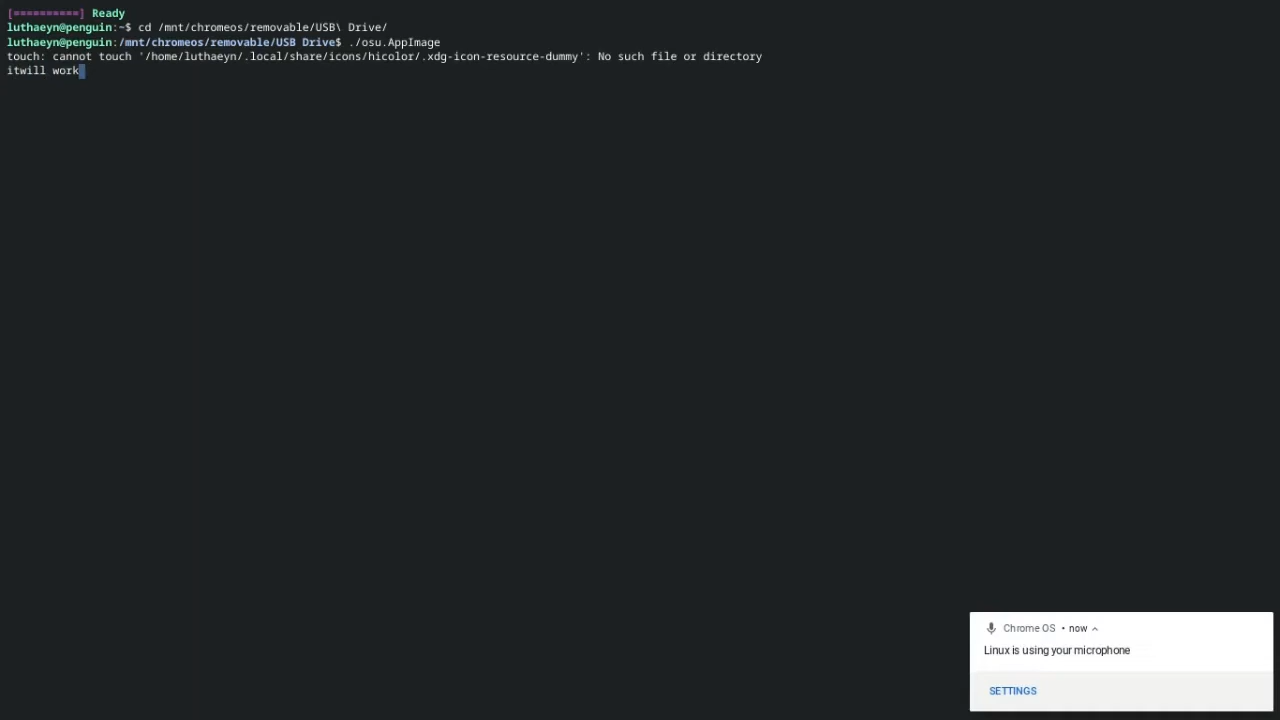 [==========] Ready
luthaeyn@penguin:~$ cd /mnt/chromeos/removable/USB\ Drive/
luthaeyn@penguin:/mnt/chromeos/removable/USB Drive$ ./osu.AppImage
touch: cannot touch '/home/luthaeyn/.local/share/icons/hicolor/.xdg-icon-resource-dummy': No such file or directory
itwill work
Chrome OS • now
Linux is using your microphone
SETTINGS